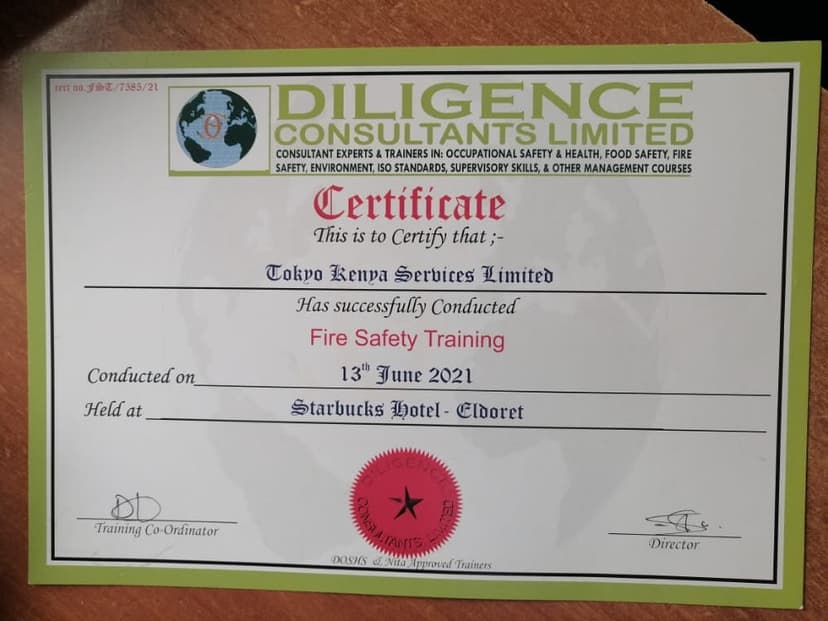 cert no.FST/7385/21
DILIGENCE
CONSULTANTS LIMITED
CONSULTANT EXPERTS & TRAINERS IN: OCCUPATIONAL SAFETY & HEALTH, FOOD SAFETY, FIRE
SAFETY, ENVIRONMENT, ISO STANDARDS, SUPERVISORY SKILLS, & OTHER MANAGEMENT COURSES
Certificate
This is to Certify that ;-
Tokyo Kenya Services Limited
Has successfully Conducted
Fire Safety Training
Conducted on 13th June 2021
Held at Starbucks Hotel - Eldoret
DILIGENCE
CONSULTANTS LIMITED
Training Co-Ordinator
Director
DOSHS & Nita Approved Trainers